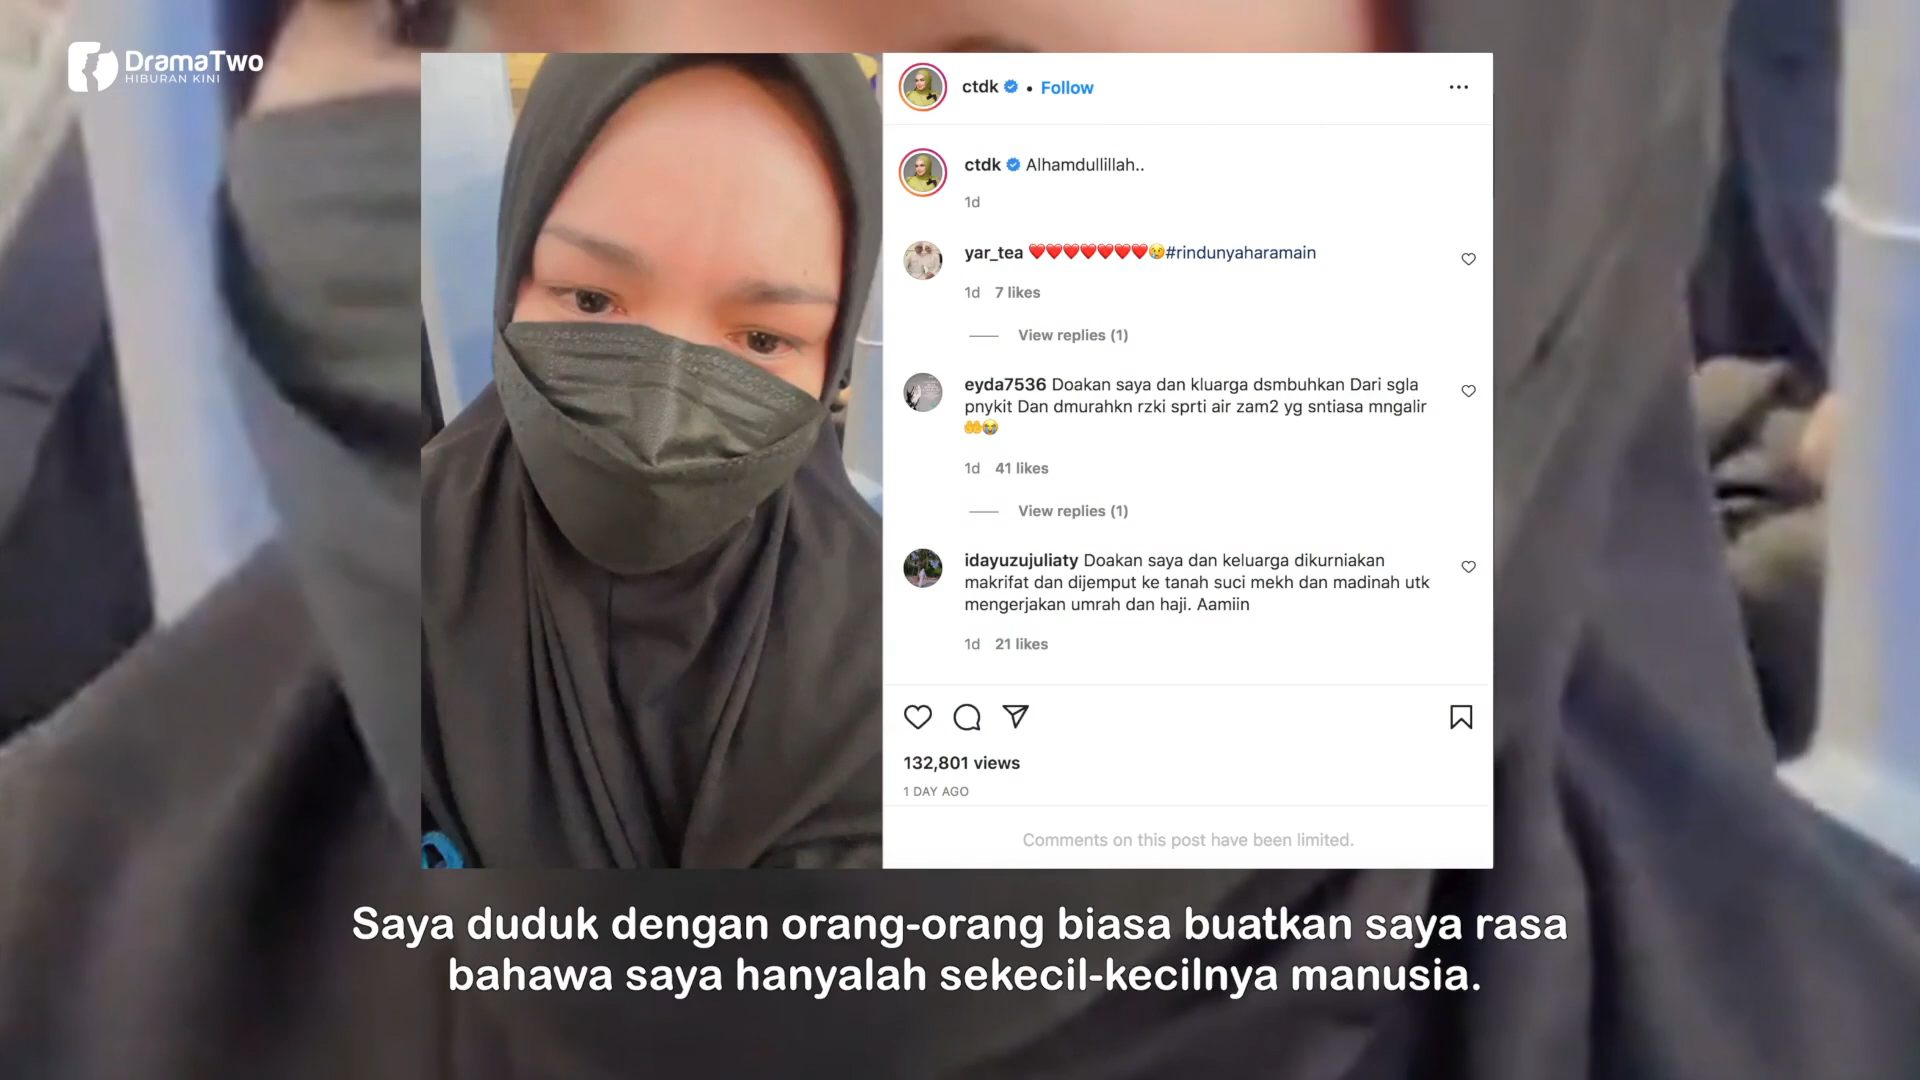 DramaTwo
HIBURAN KINI
ctdk • Follow
ctdk Alhamdullillah..
1d
yar_tea ❤️❤️❤️❤️❤️❤️❤️😢#rindunyaharamain
1d 7 likes
View replies (1)
eyda7536 Doakan saya dan kluarga dsmbuhkan Dari sgla
pnykit Dan dmurahkn rzki sprti air zam2 yg sntiasa mngalir
🤲😭
1d 41 likes
View replies (1)
idayuzujuliaty Doakan saya dan keluarga dikurniakan
makrifat dan dijemput ke tanah suci mekh dan madinah utk
mengerjakan umrah dan haji. Aamiin
1d 21 likes
132,801 views
1 DAY AGO
Comments on this post have been limited.
Saya duduk dengan orang-orang biasa buatkan saya rasa
bahawa saya hanyalah sekecil-kecilnya manusia.